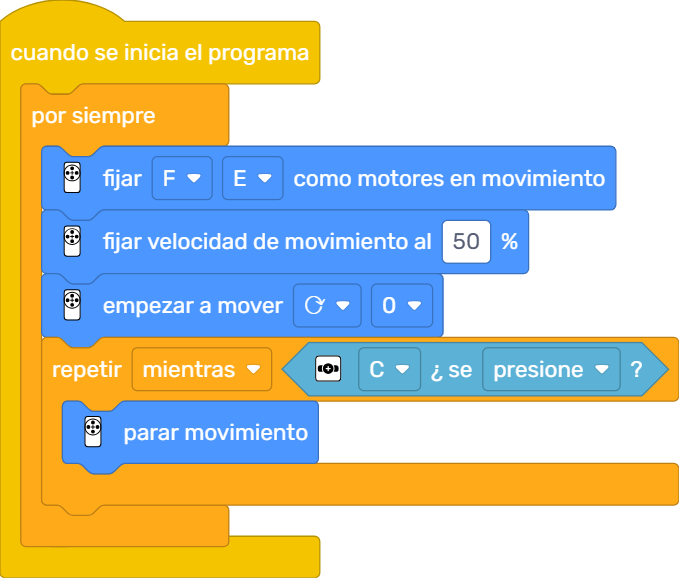 cuando se inicia el programa
por siempre
fijar F E como motores en movimiento
fijar velocidad de movimiento al 50 %
empezar a mover 0
repetir mientras C ¿ se presione ?
parar movimiento